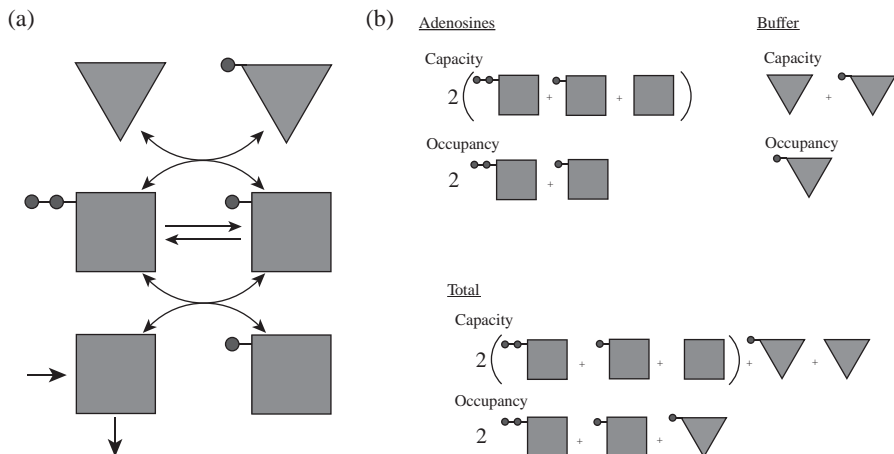 (a)
(b)
Adenosines
Capacity
2( + + )
Occupancy
2 +
Buffer
Capacity
+
Occupancy
Total
Capacity
2( + + ) + +
Occupancy
2 + +